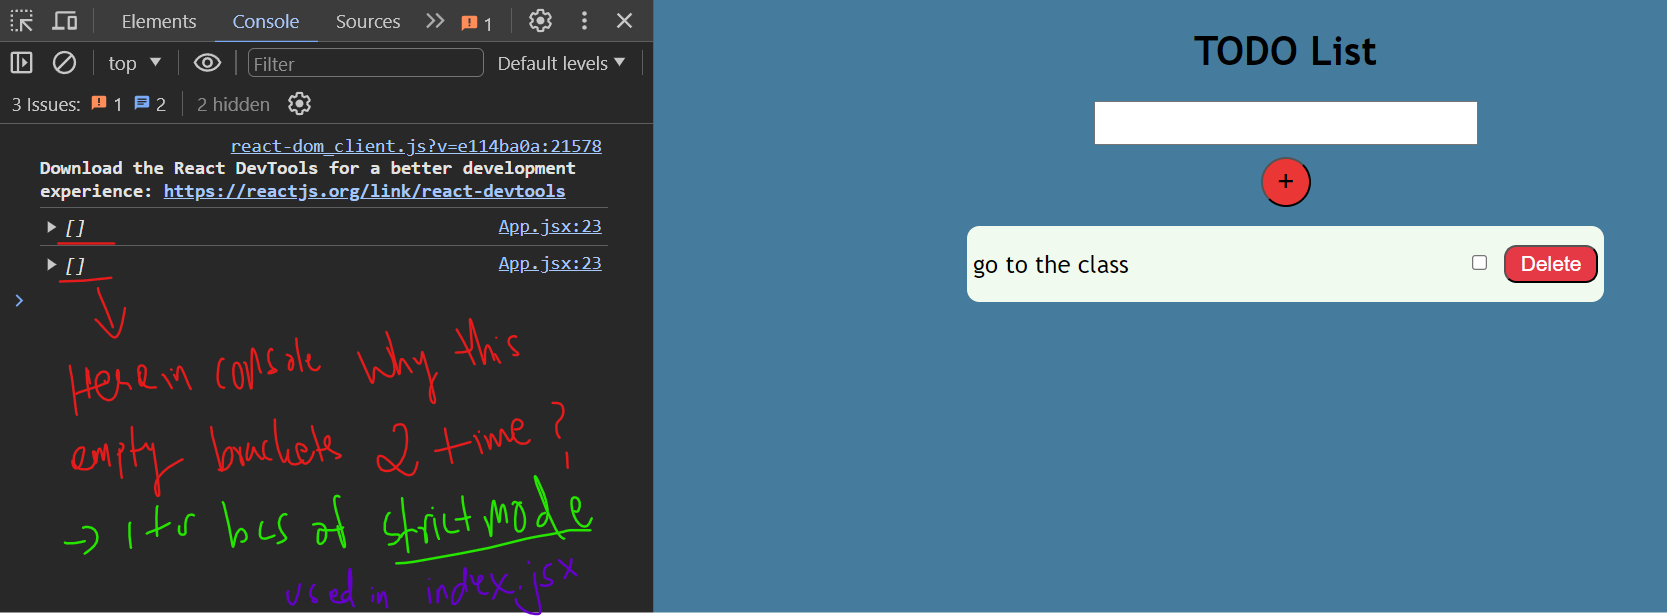 Elements Console Sources 1
top Filter Default levels
3 Issues: 1 2 2 hidden
react-dom_client.js?v=e114ba0a:21578
Download the React DevTools for a better development
experience: https://reactjs.org/link/react-devtools
[] App.jsx:23
[] App.jsx:23
Here in console why this
empty brackets 2 time?
→ its bcs of strictmode
used in index.jsx
TODO List
+
go to the class Delete